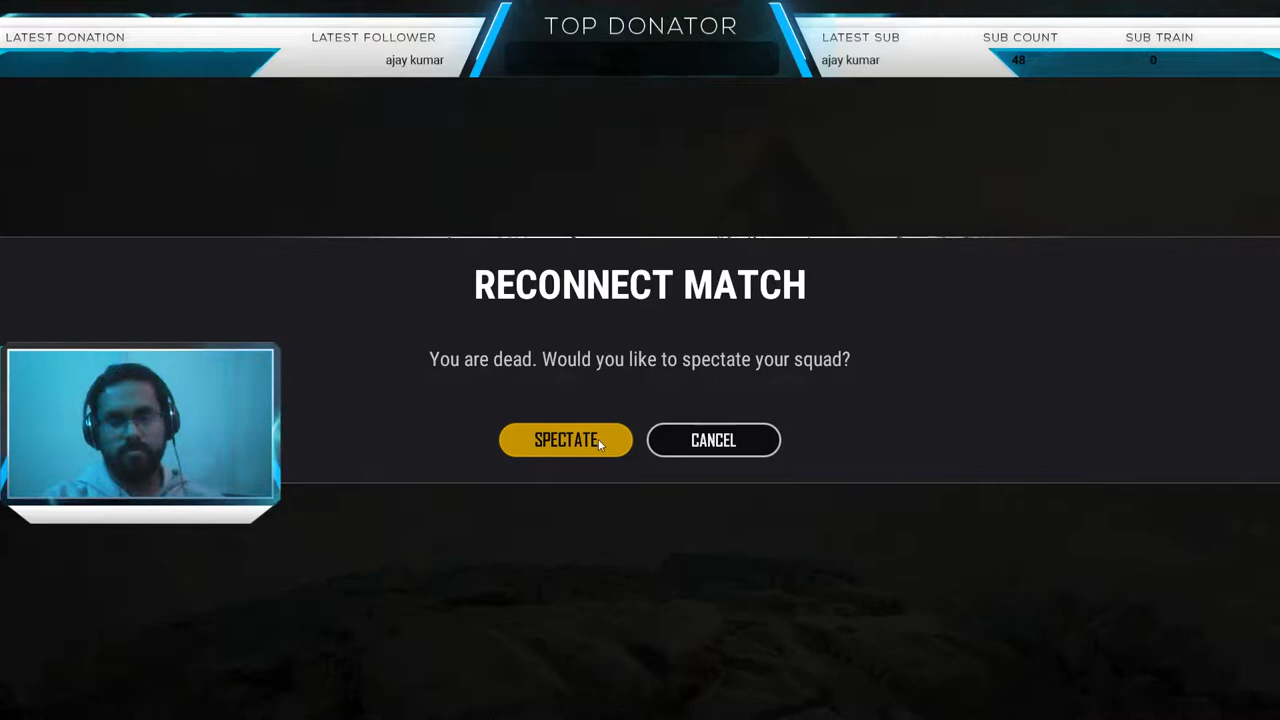 TOP DONATOR
LATEST DONATION
LATEST FOLLOWER
ajay kumar
LATEST SUB
ajay kumar
SUB COUNT
48
SUB TRAIN
0
RECONNECT MATCH
You are dead. Would you like to spectate your squad?
SPECTATE
CANCEL